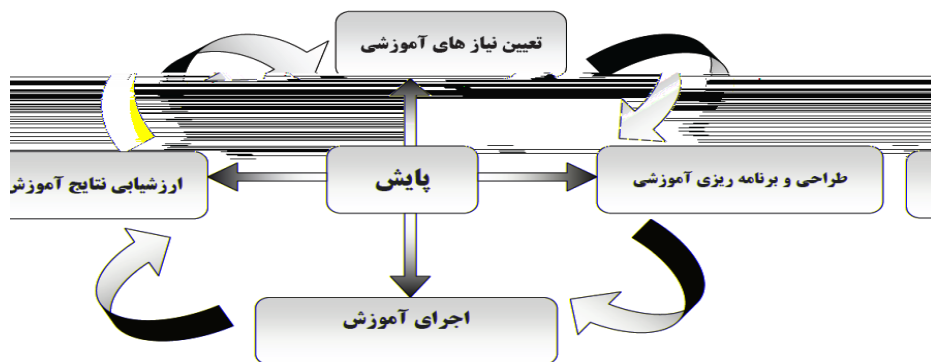 تعیین نیاز های آموزشی
طراحی و برنامه ریزی آموزشی
پایش
ارزشیابی نتایج آموزش
اجرای آموزش